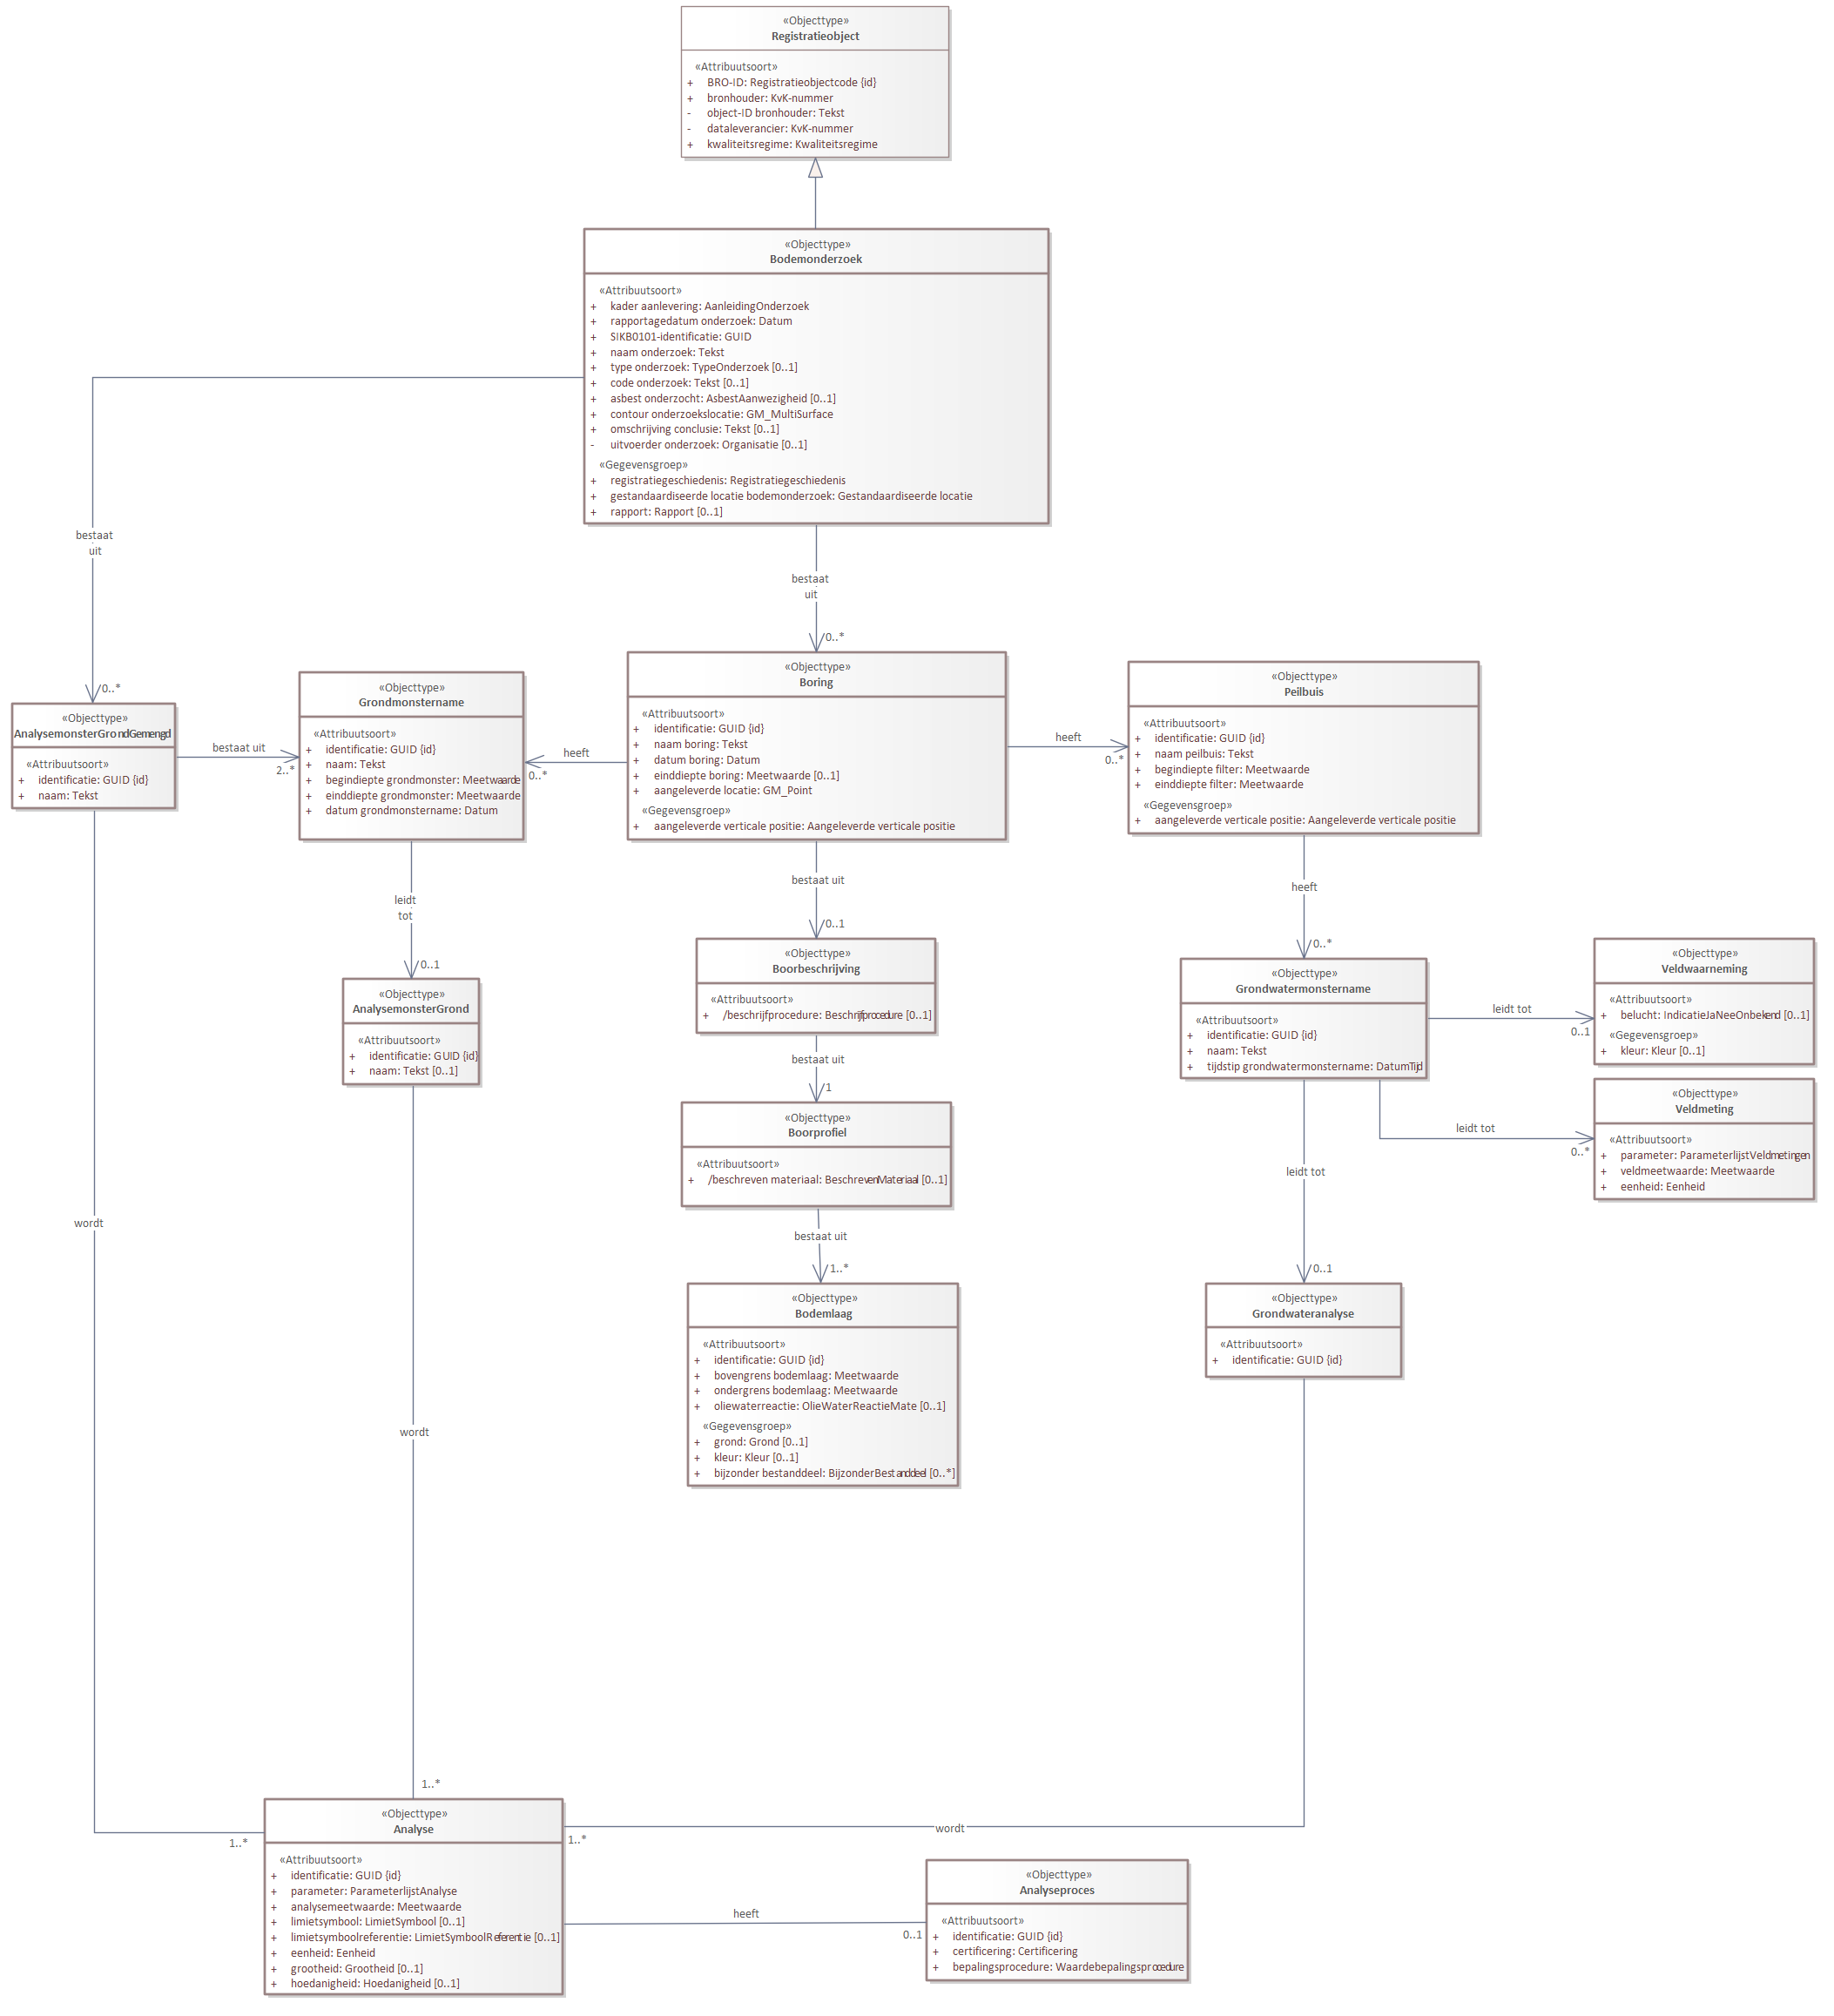 «Objecttype»
Registratieobject
«Attribuutsoort»
+ BRO-ID: Registratieobjectcode {id}
+ bronhouder: KvK-nummer
- object-ID bronhouder: Tekst
- dataleverancier: KvK-nummer
+ kwaliteitsregime: Kwaliteitsregime
«Objecttype»
Bodemonderzoek
«Attribuutsoort»
+ kader aanlevering: AanleidingOnderzoek
+ rapportagedatum onderzoek: Datum
+ SIKB0101-identificatie: GUID
+ naam onderzoek: Tekst
+ type onderzoek: TypeOnderzoek [0..1]
+ code onderzoek: Tekst [0..1]
+ asbest onderzocht: AsbestAanwezigheid [0..1]
+ contour onderzoekslocatie: GM_MultiSurface
+ omschrijving conclusie: Tekst [0..1]
- uitvoerder onderzoek: Organisatie [0..1]
«Gegevensgroep»
+ registratiegeschiedenis: Registratiegeschiedenis
+ gestandaardiseerde locatie bodemonderzoek: Gestandaardiseerde locatie
+ rapport: Rapport [0..1]
bestaat
uit
0..*
bestaat
uit
0..*
«Objecttype»
AnalysemonsterGrondGemengd
«Attribuutsoort»
+ identificatie: GUID {id}
+ naam: Tekst
bestaat uit
2..*
«Objecttype»
Grondmonstername
«Attribuutsoort»
+ identificatie: GUID {id}
+ naam: Tekst
+ begindiepte grondmonster: Meetwaarde
+ einddiepte grondmonster: Meetwaarde
+ datum grondmonstername: Datum
heeft
0..*
«Objecttype»
Boring
«Attribuutsoort»
+ identificatie: GUID {id}
+ naam boring: Tekst
+ datum boring: Datum
+ einddiepte boring: Meetwaarde [0..1]
+ aangeleverde locatie: GM_Point
«Gegevensgroep»
+ aangeleverde verticale positie: Aangeleverde verticale positie
heeft
0..*
«Objecttype»
Peilbuis
«Attribuutsoort»
+ identificatie: GUID {id}
+ naam peilbuis: Tekst
+ begindiepte filter: Meetwaarde
+ einddiepte filter: Meetwaarde
«Gegevensgroep»
+ aangeleverde verticale positie: Aangeleverde verticale positie
leidt
tot
0..1
bestaat uit
0..1
heeft
0..*
«Objecttype»
AnalysemonsterGrond
«Attribuutsoort»
+ identificatie: GUID {id}
+ naam: Tekst [0..1]
«Objecttype»
Boorbeschrijving
«Attribuutsoort»
+ /beschrijfprocedure: Beschrijfprocedure [0..1]
bestaat uit
1
«Objecttype»
Grondwatermonstername
«Attribuutsoort»
+ identificatie: GUID {id}
+ naam: Tekst
+ tijdstip grondwatermonstername: DatumTijd
leidt tot
0..1
«Objecttype»
Veldwaarneming
«Attribuutsoort»
+ belucht: IndicatieJaNeeOnbekend [0..1]
«Gegevensgroep»
+ kleur: Kleur [0..1]
leidt tot
0..*
«Objecttype»
Veldmeting
«Attribuutsoort»
+ parameter: ParameterlijstVeldmetingen
+ veldmeetwaarde: Meetwaarde
+ eenheid: Eenheid
«Objecttype»
Boorprofiel
«Attribuutsoort»
+ /beschreven materiaal: BeschrevenMateriaal [0..1]
bestaat uit
1..*
leidt tot
0..1
wordt
«Objecttype»
Bodemlaag
«Attribuutsoort»
+ identificatie: GUID {id}
+ bovengrens bodemlaag: Meetwaarde
+ ondergrens bodemlaag: Meetwaarde
+ oliewaterreactie: OlieWaterReactieMate [0..1]
«Gegevensgroep»
+ grond: Grond [0..1]
+ kleur: Kleur [0..1]
+ bijzonder bestanddeel: BijzonderBestanddeel [0..*]
«Objecttype»
Grondwateranalyse
«Attribuutsoort»
+ identificatie: GUID {id}
wordt
1..*
1..*
1..*
wordt
«Objecttype»
Analyse
«Attribuutsoort»
+ identificatie: GUID {id}
+ parameter: ParameterlijstAnalyse
+ analysemeetwaarde: Meetwaarde
+ limietsymbool: LimietSymbool [0..1]
+ limietsymboolreferentie: LimietSymboolReferentie [0..1]
+ eenheid: Eenheid
+ grootheid: Grootheid [0..1]
+ hoedanigheid: Hoedanigheid [0..1]
heeft
0..1
«Objecttype»
Analyseproces
«Attribuutsoort»
+ identificatie: GUID {id}
+ certificering: Certificering
+ bepalingsprocedure: Waardebepalingsprocedure